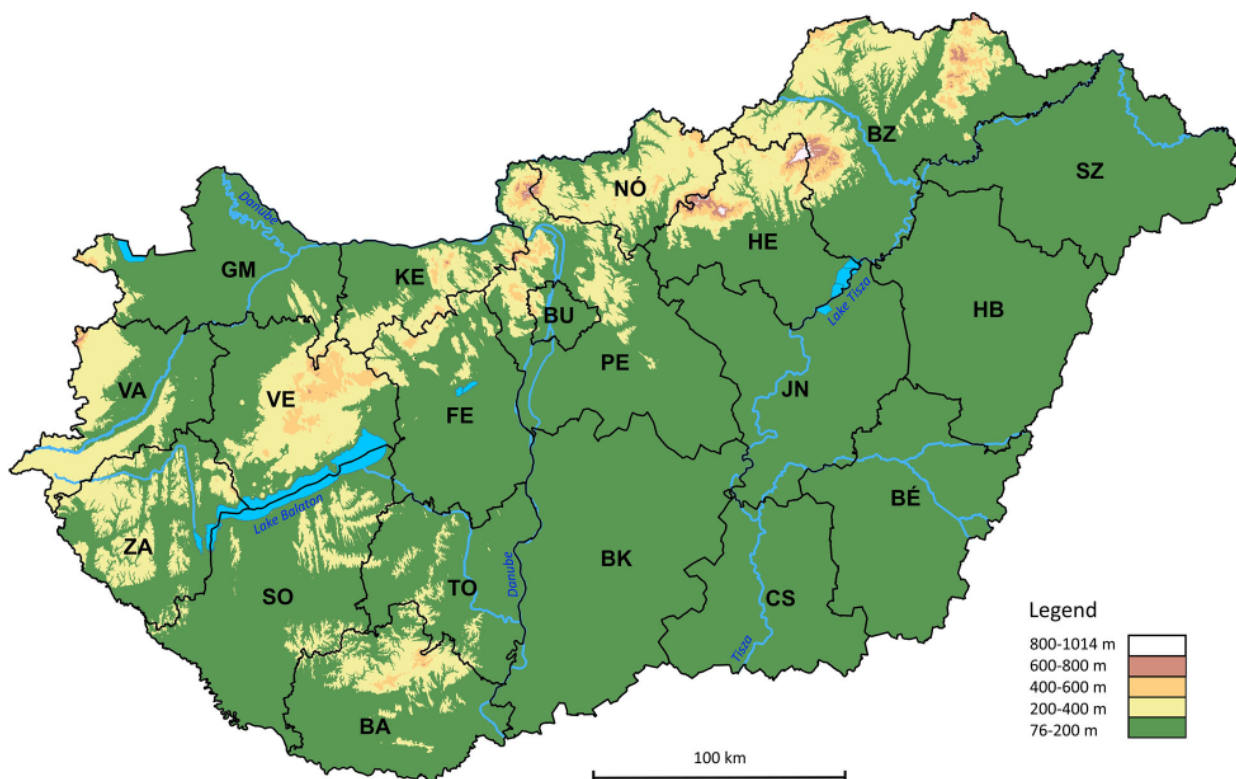 BZ
SZ
NÓ
Danube
HE
GM
KE
Lake Tisza
BU
HB
PE
VA
VE
FE
JN
Lake Balaton
BÉ
ZA
BK
SO
TO
Danube
CS
Tisza
BA
Legend
800-1014 m
600-800 m
400-600 m
200-400 m
76-200 m
100 km